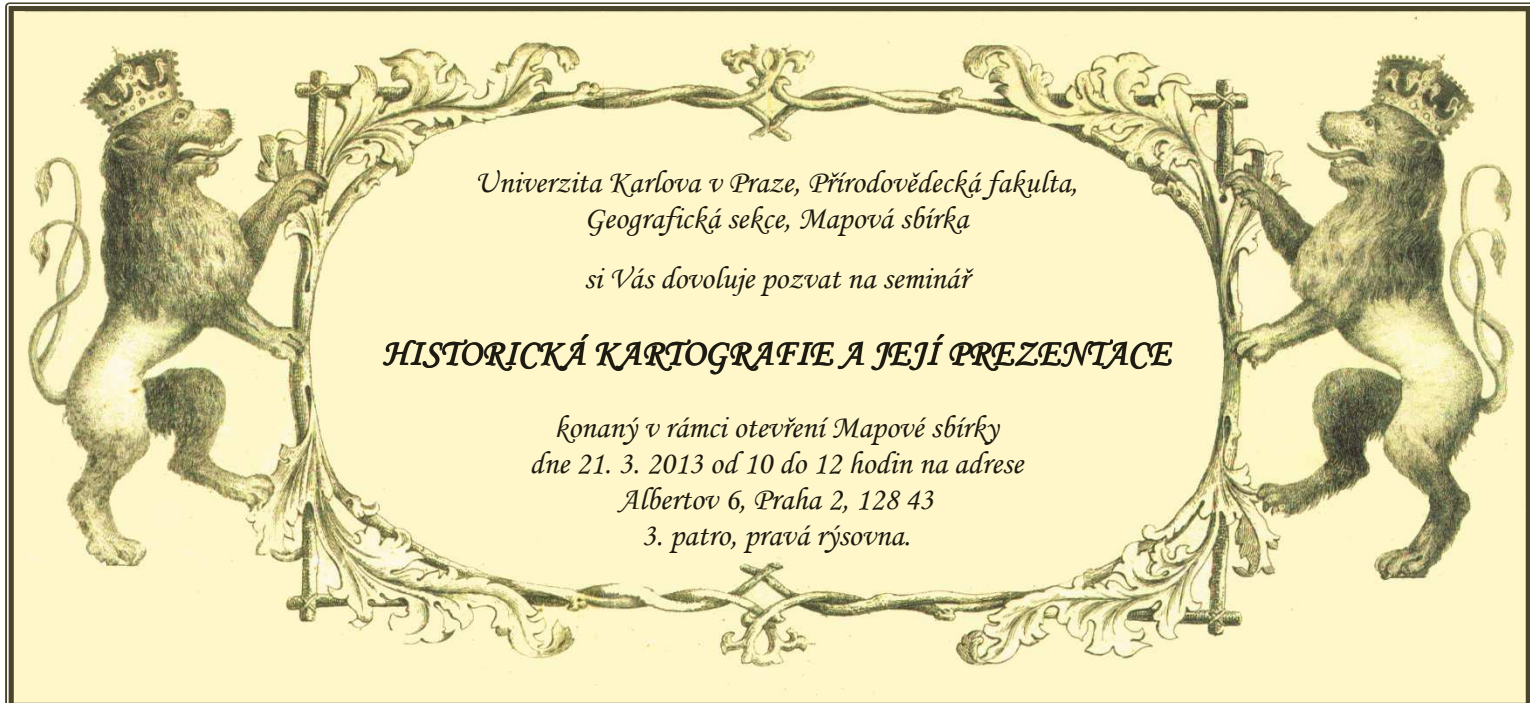 Univerzita Karlova v Praze, Přírodovědecká fakulta,
Geografická sekce, Mapová sbírka
si Vás dovoluje pozvat na seminář
HISTORICKÁ KARTOGRAFIE A JEJÍ PREZENTACE
konaný v rámci otevření Mapové sbírky
dne 21. 3. 2013 od 10 do 12 hodin na adrese
Albertov 6, Praha 2, 128 43
3. patro, pravá rýsovna.